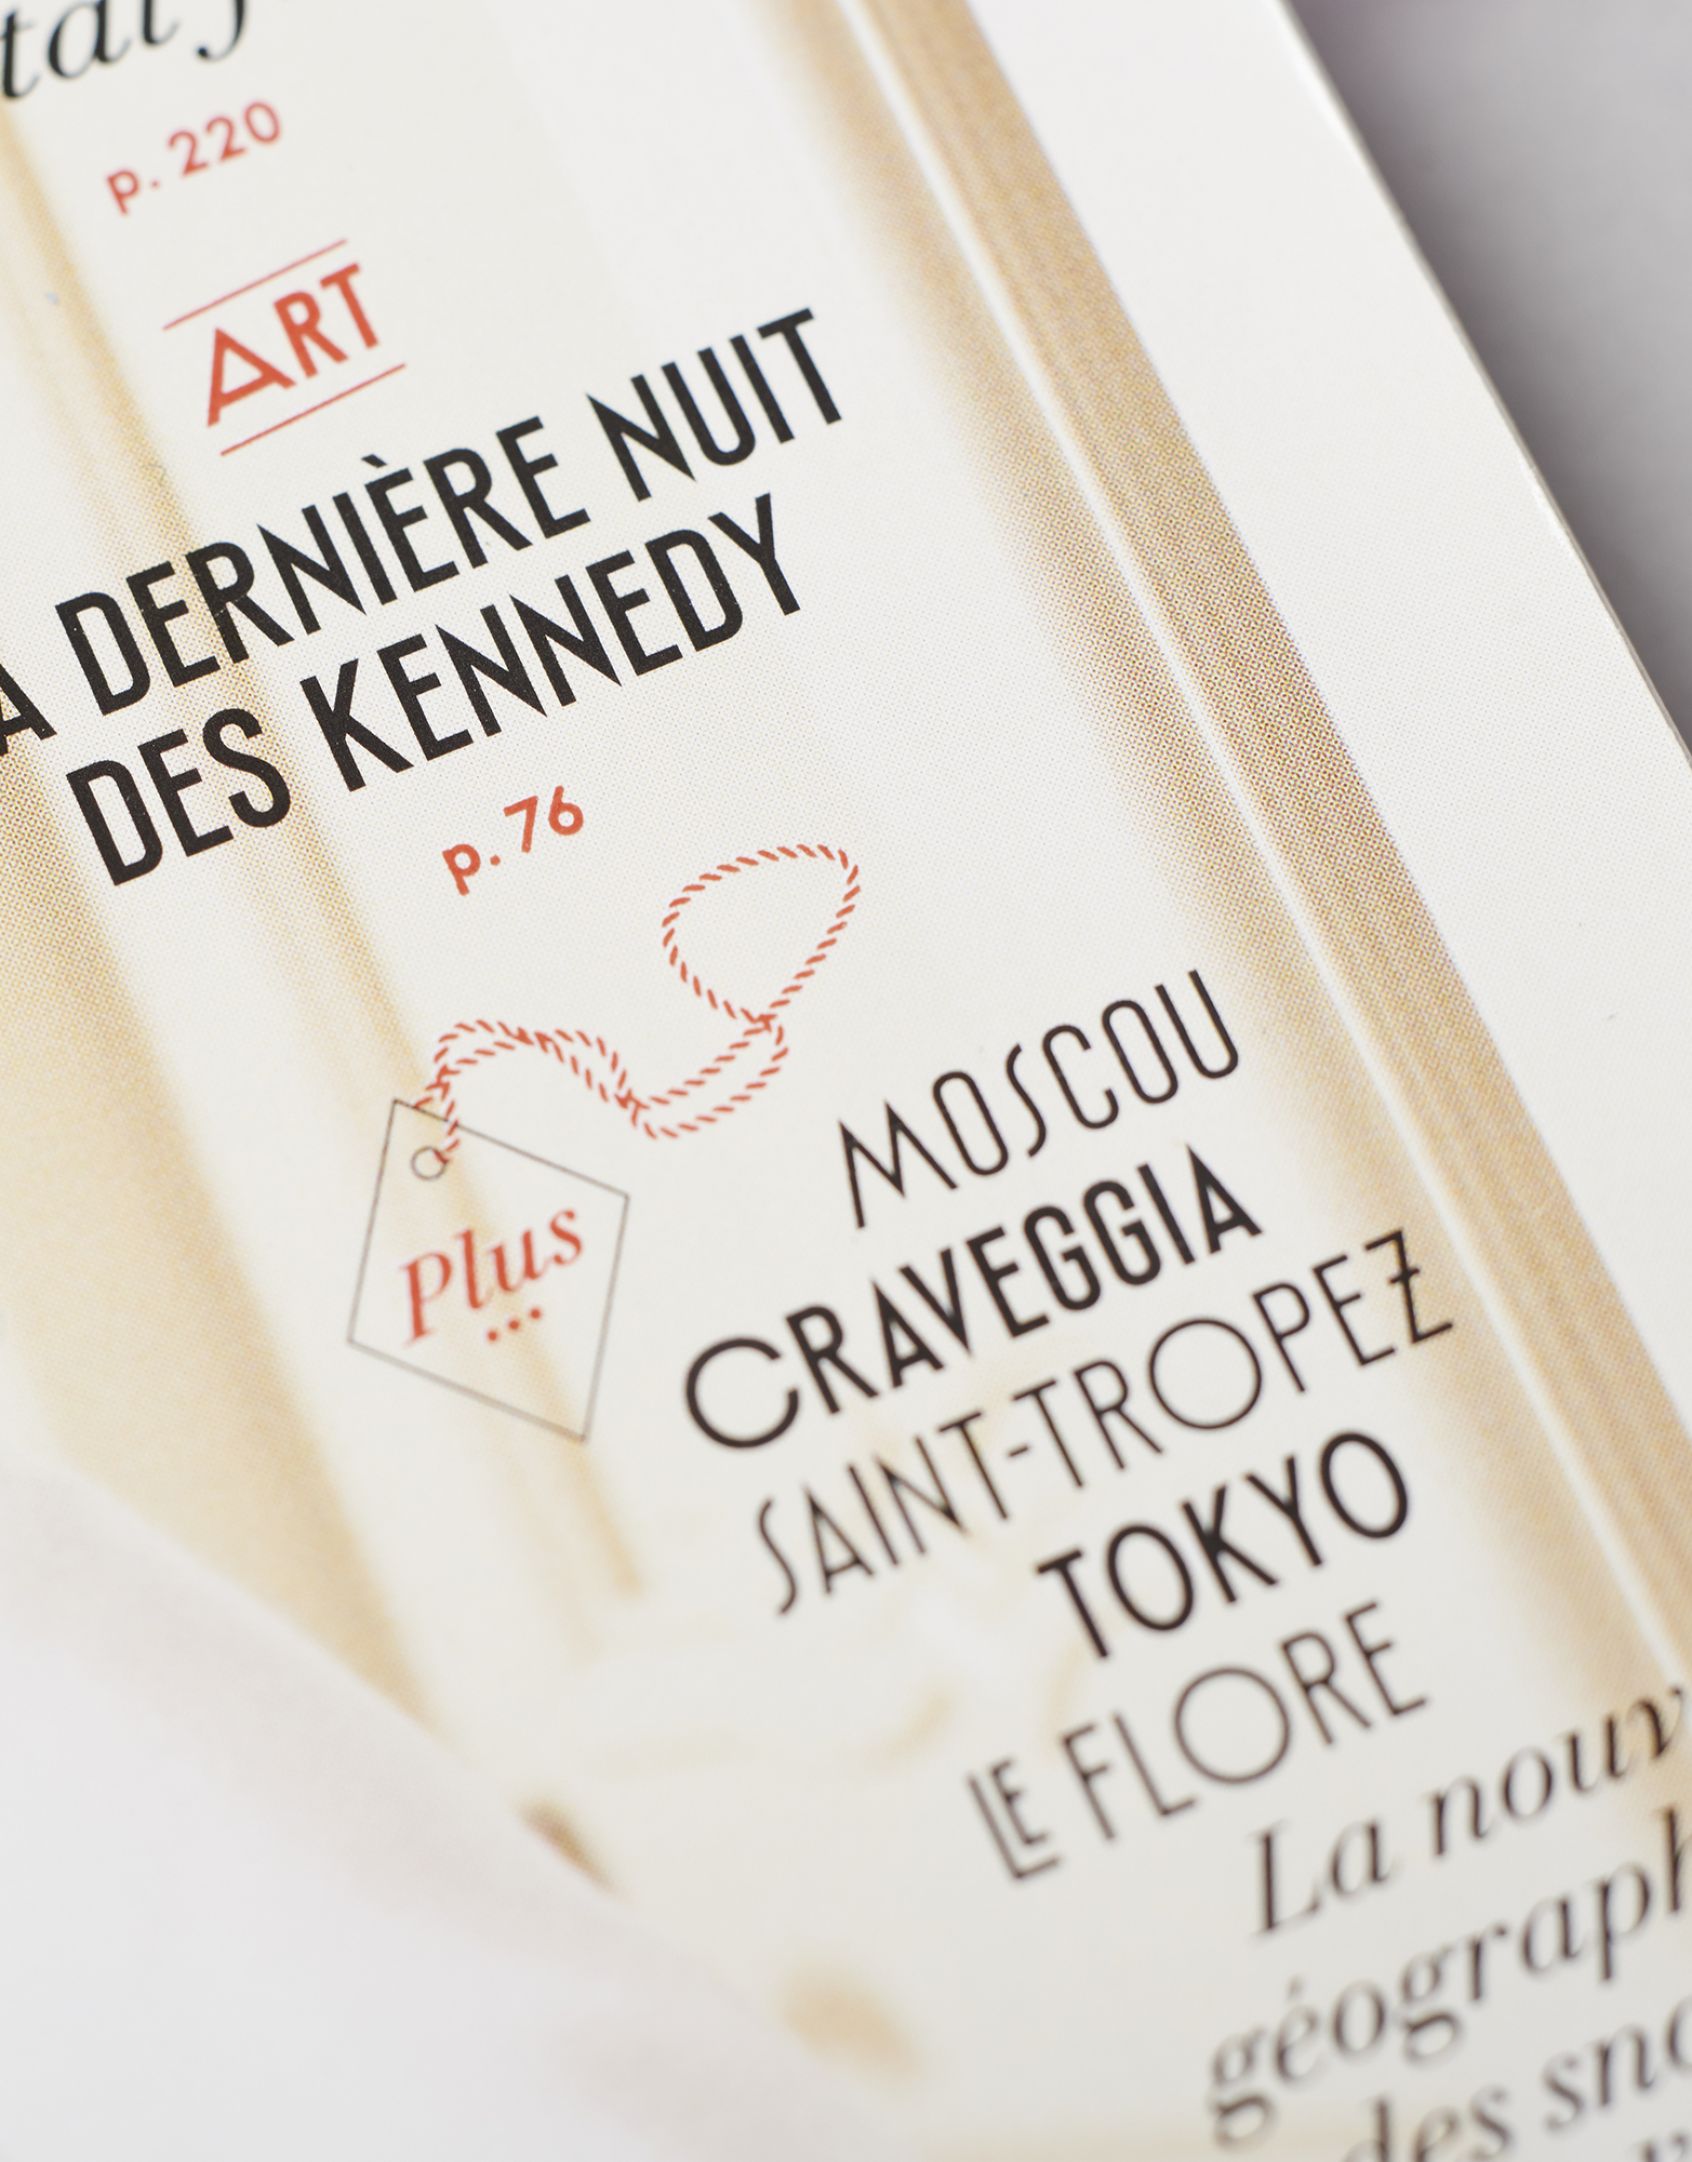 p. 220
ART
DERNIÈRE NUIT
DES KENNEDY
p. 76
Plus
...
MOSCOU
CRAVEGGIA
SAINT-TROPEZ
TOKYO
LE FLORE
La nouv
géograph
des sno